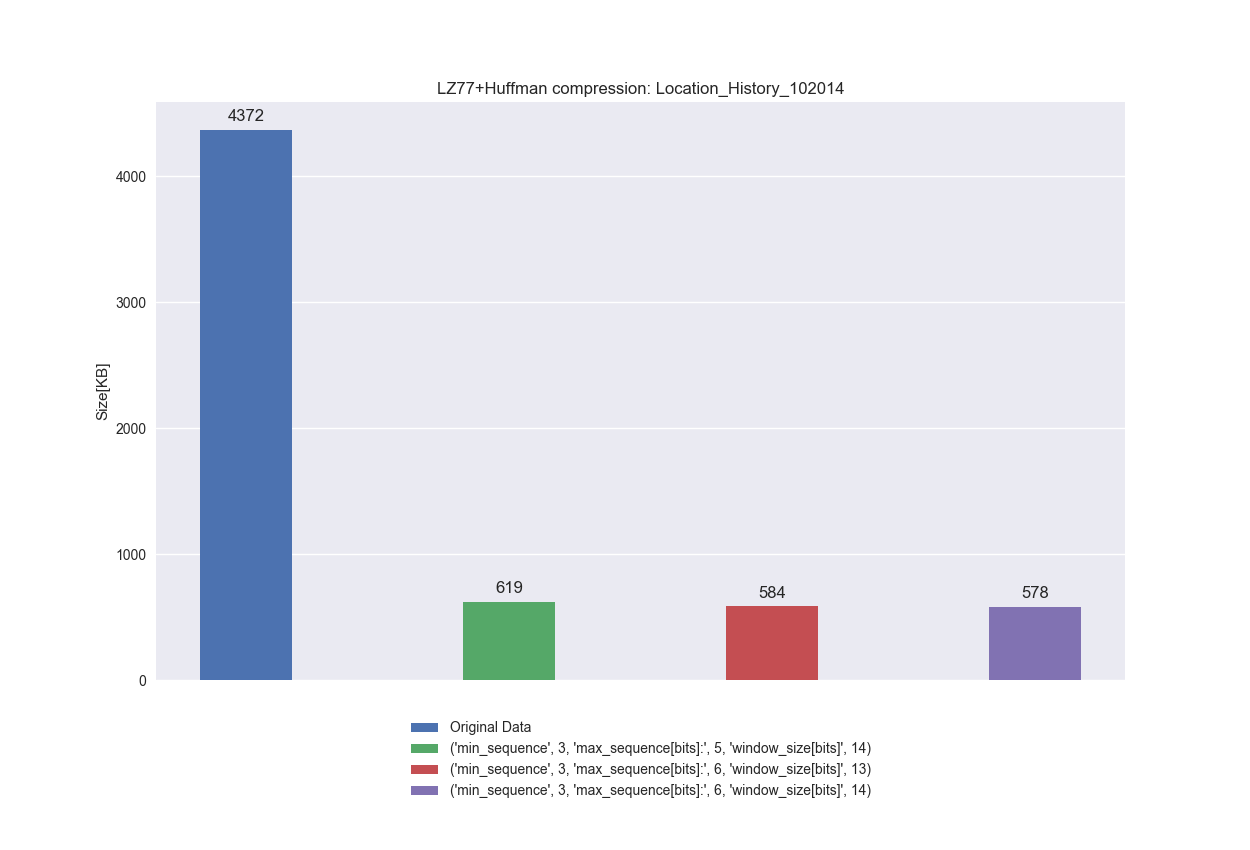 LZ77+Huffman compression: Location_History_102014
4372
4000
3000
Size[KB]
2000
1000
619
584
578
0
Original Data
('min_sequence', 3, 'max_sequence[bits]:', 5, 'window_size[bits]', 14)
('min_sequence', 3, 'max_sequence[bits]:', 6, 'window_size[bits]', 13)
('min_sequence', 3, 'max_sequence[bits]:', 6, 'window_size[bits]', 14)